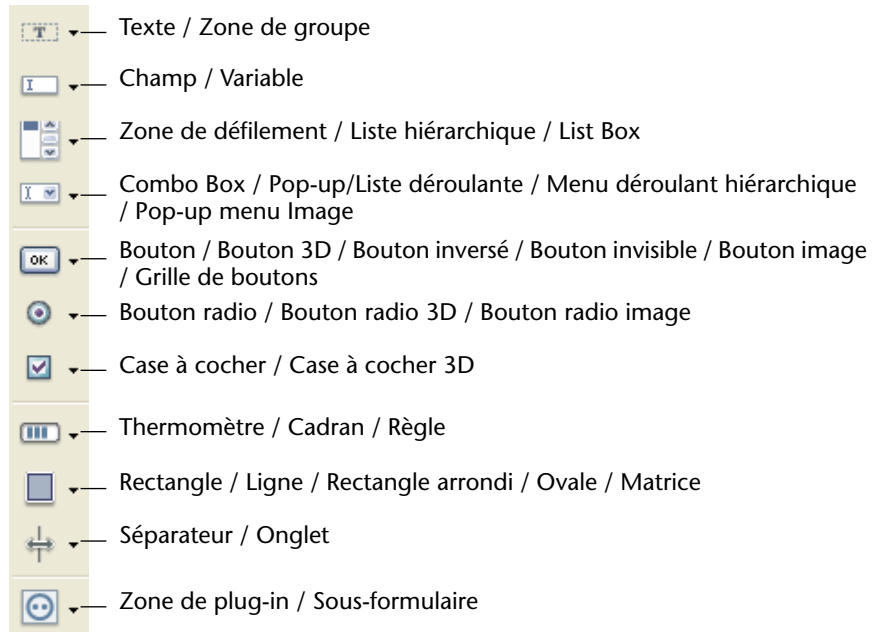 T
Texte / Zone de groupe
I
Champ / Variable
Zone de défilement / Liste hiérarchique / List Box
I
Combo Box / Pop-up/Liste déroulante / Menu déroulant hiérarchique
/ Pop-up menu Image
OK
Bouton / Bouton 3D / Bouton inversé / Bouton invisible / Bouton image
/ Grille de boutons
Bouton radio / Bouton radio 3D / Bouton radio image
Case à cocher / Case à cocher 3D
Thermomètre / Cadran / Règle
Rectangle / Ligne / Rectangle arrondi / Ovale / Matrice
Séparateur / Onglet
Zone de plug-in / Sous-formulaire